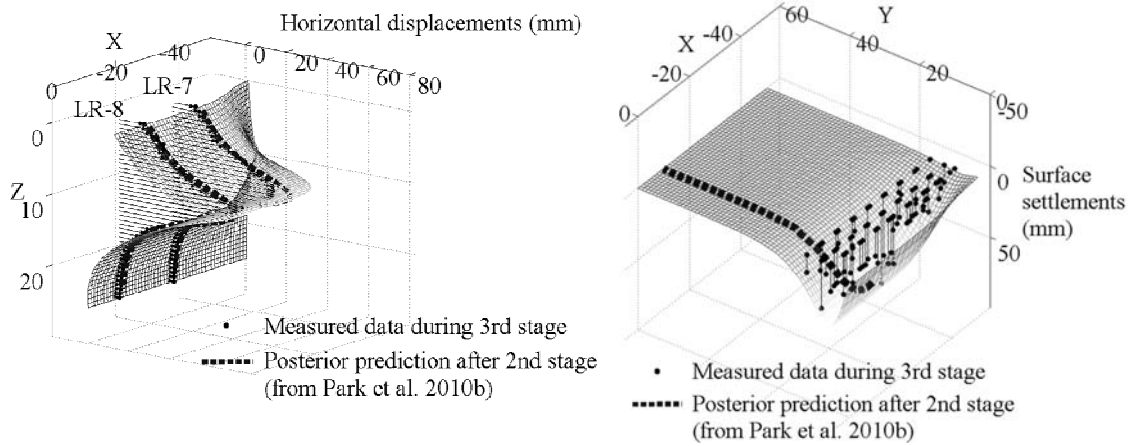 Horizontal displacements (mm)
X
0
-20
-40
0
20
40
60
80
LR-8
LR-7
0
Z
10
20
Measured data during 3rd stage
Posterior prediction after 2nd stage
(from Park et al. 2010b)
60
Y
-40
X
40
-20
20
0
0
-50
0
Surface
settlements
(mm)
50
Measured data during 3rd stage
Posterior prediction after 2nd stage
(from Park et al. 2010b)